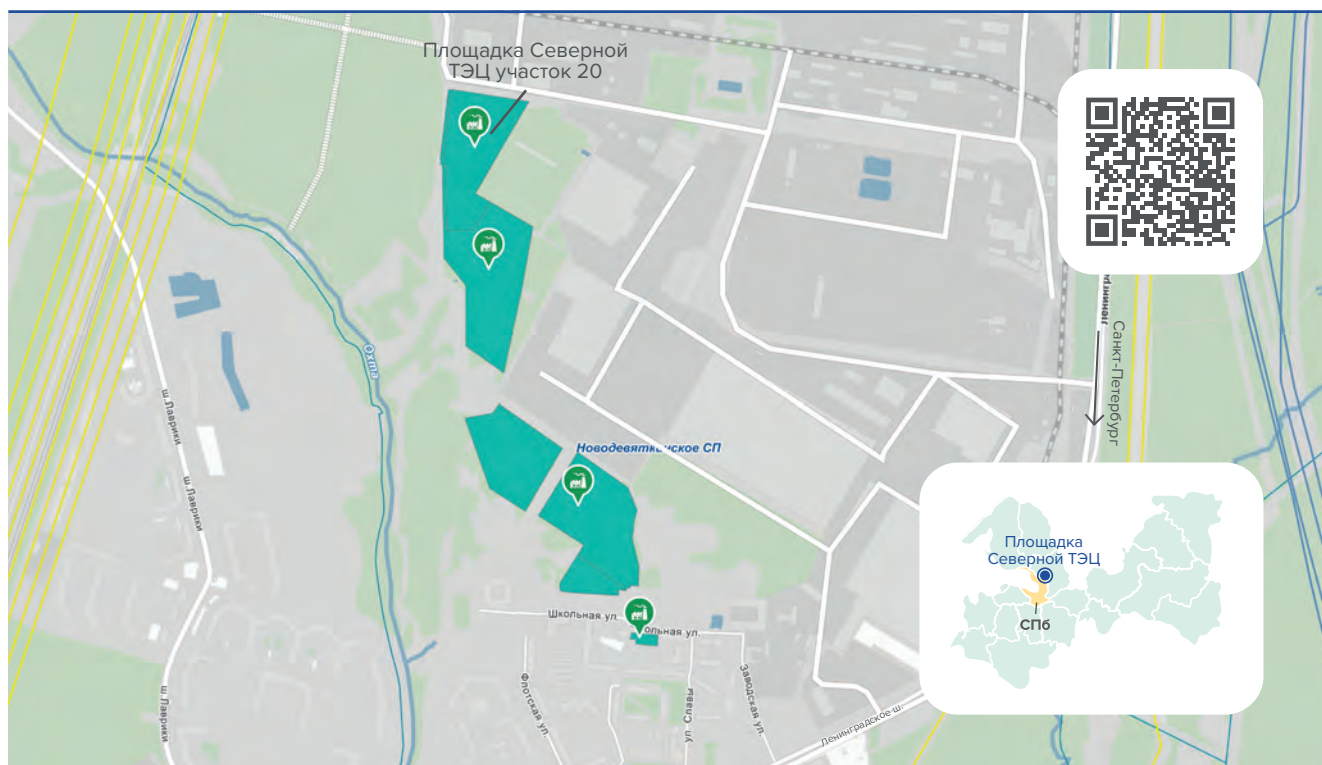 Площадка Северной
ТЭЦ участок 20
Охта
ш.Лаврики
ш.Лаврики
ш.Лаврики
Санкт-Петербург
Новодевяткинское СП
Площадка
Северной ТЭЦ
СПб
Школьная ул.
ольная ул.
Флотская ул.
ул Славы
Заводская ул.
Ленинградское ш.